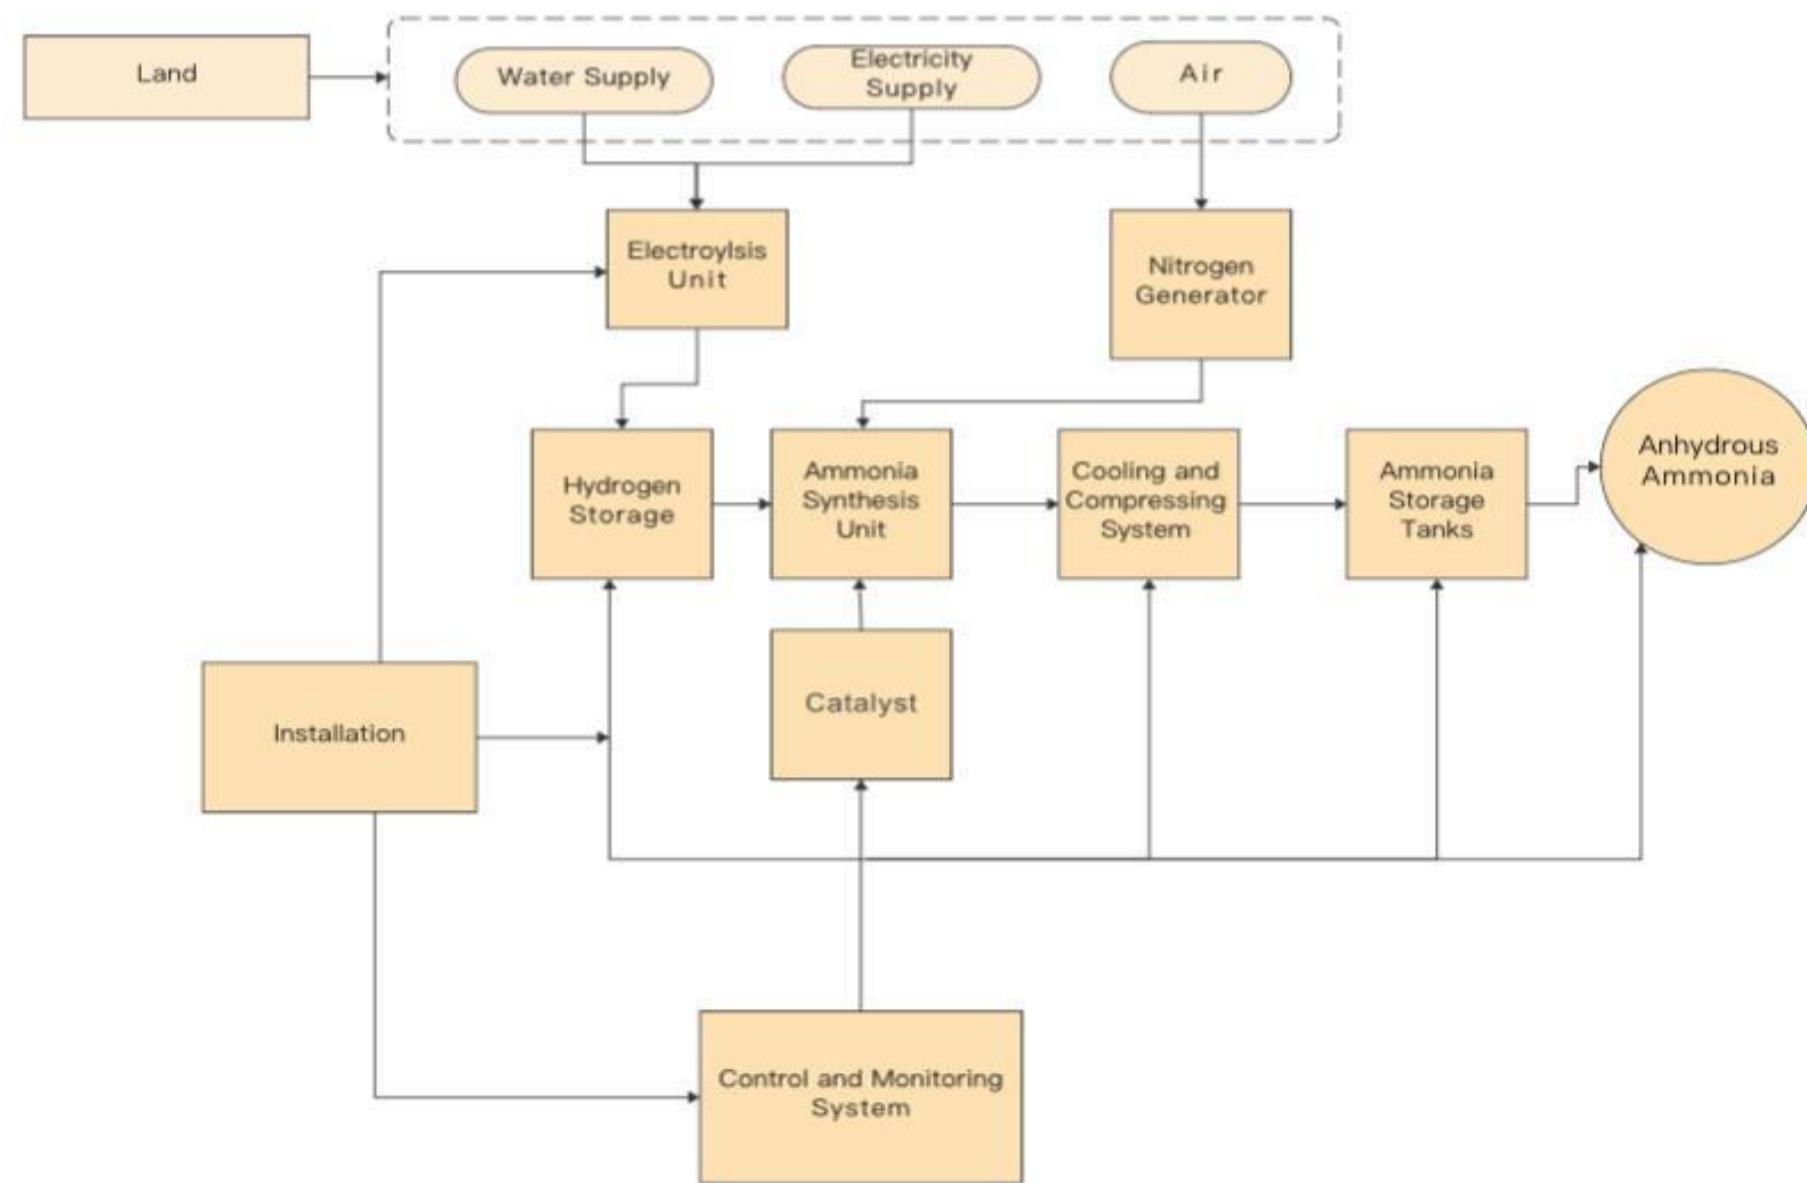 Land
Water Supply
Electricity
Supply
Air
Electroylsis
Unit
Nitrogen
Generator
Hydrogen
Storage
Ammonia
Synthesis
Unit
Cooling and
Compressing
System
Ammonia
Storage
Tanks
Anhydrous
Ammonia
Installation
Catalyst
Control and Monitoring
System